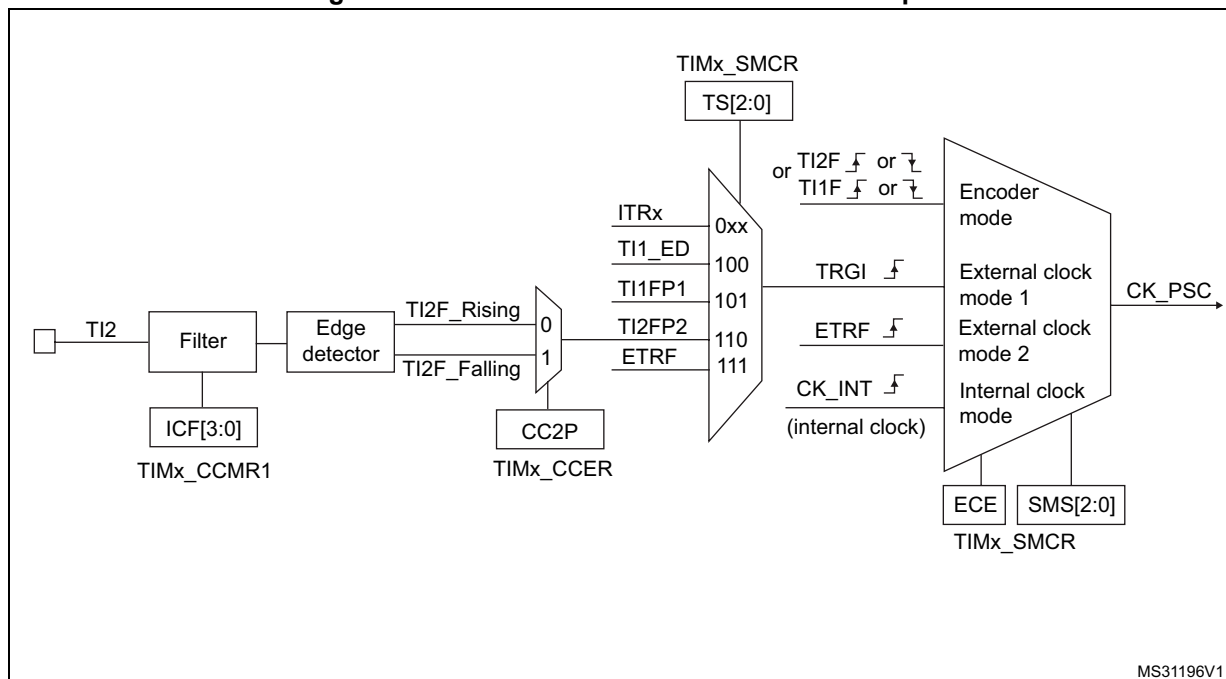 TIMx_SMCR
TS[2:0]
or TI2F or
TI1F or
Encoder
mode
ITRx
0xx
TI1_ED
100
TRGI
External clock
mode 1
TI1FP1
101
CK_PSC
TI2F_Rising
0
TI2
Filter
Edge
detector
TI2FP2
110
ETRF
External clock
mode 2
1
ETRF
111
TI2F_Falling
CK_INT
Internal clock
mode
(internal clock)
ICF[3:0]
CC2P
TIMx_CCMR1
TIMx_CCER
ECE
SMS[2:0]
TIMx_SMCR
MS31196V1